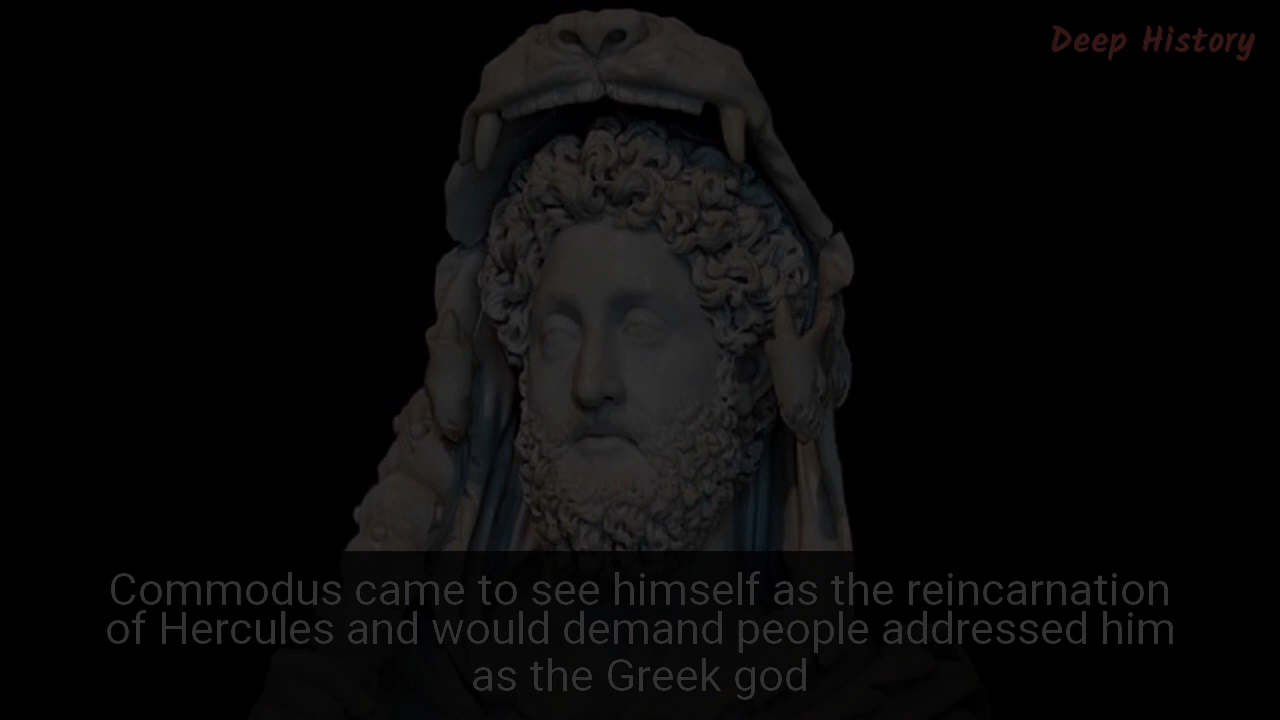 Deep History
Commodus came to see himself as the reincarnation
of Hercules and would demand people addressed him
as the Greek god